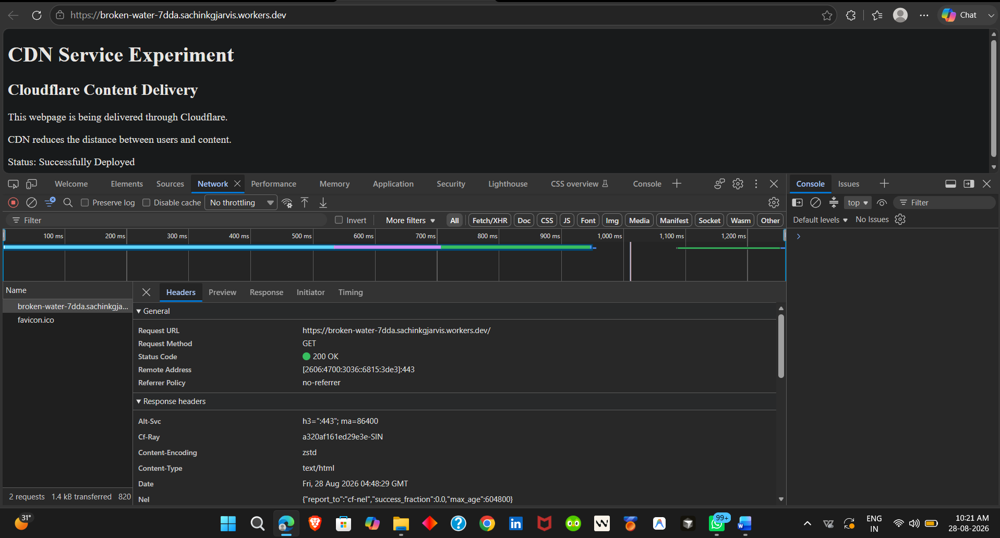 https://broken-water-7dda.sachinkgjarvis.workers.dev
Chat
CDN Service Experiment
Cloudflare Content Delivery
This webpage is being delivered through Cloudflare.
CDN reduces the distance between users and content.
Status: Successfully Deployed
Welcome Elements Sources Network Performance Memory Application Security Lighthouse CSS overview Console
Console Issues
Preserve log Disable cache No throttling
top Filter
Filter Invert More filters All Fetch/XHR Doc CSS JS Font Img Media Manifest Socket Wasm Other
Default levels No Issues
100 ms 200 ms 300 ms 400 ms 500 ms 600 ms 700 ms 800 ms 900 ms 1,000 ms 1,100 ms 1,200 ms
Name
broken-water-7dda.sachinkgja...
favicon.ico
Headers Preview Response Initiator Timing
General
Request URL https://broken-water-7dda.sachinkgjarvis.workers.dev/
Request Method GET
Status Code 200 OK
Remote Address [2606:4700:3036::6815:3de3]:443
Referrer Policy no-referrer
Response headers
Alt-Svc h3=":443"; ma=86400
Cf-Ray a320af161ed29e3e-SIN
Content-Encoding zstd
Content-Type text/html
Date Fri, 28 Aug 2026 04:48:29 GMT
Nel {"report_to":"cf-nel","success_fraction":0.0,"max_age":604800}
2 requests 1.4 kB transferred 820
31°
99+
ENG
IN
10:21 AM
28-08-2026